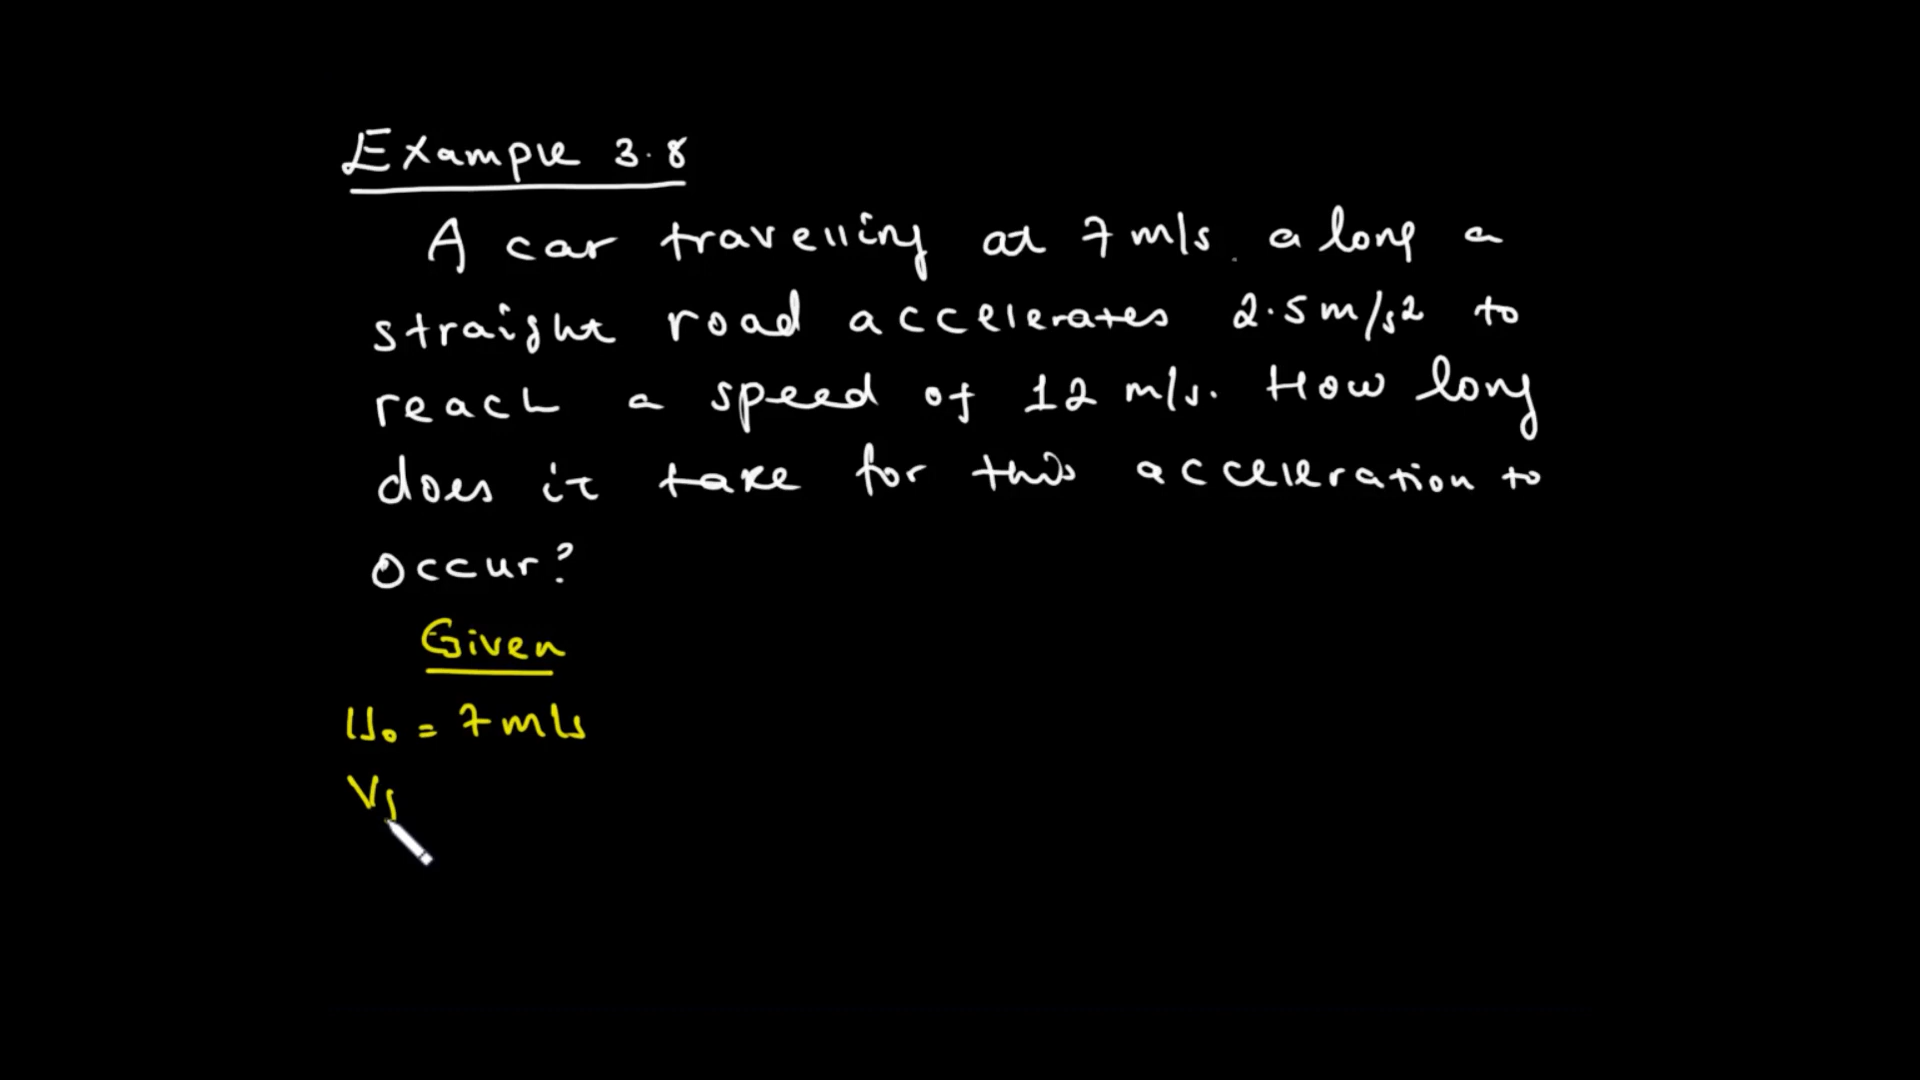 Example 3.8
A car travelling at 7 m/s along a
straight road accelerates 2.5 m/s2 to
reach a speed of 12 m/s. How long
does it take for this acceleration to
occur?
Given
U₀ = 7 m/s
Vf